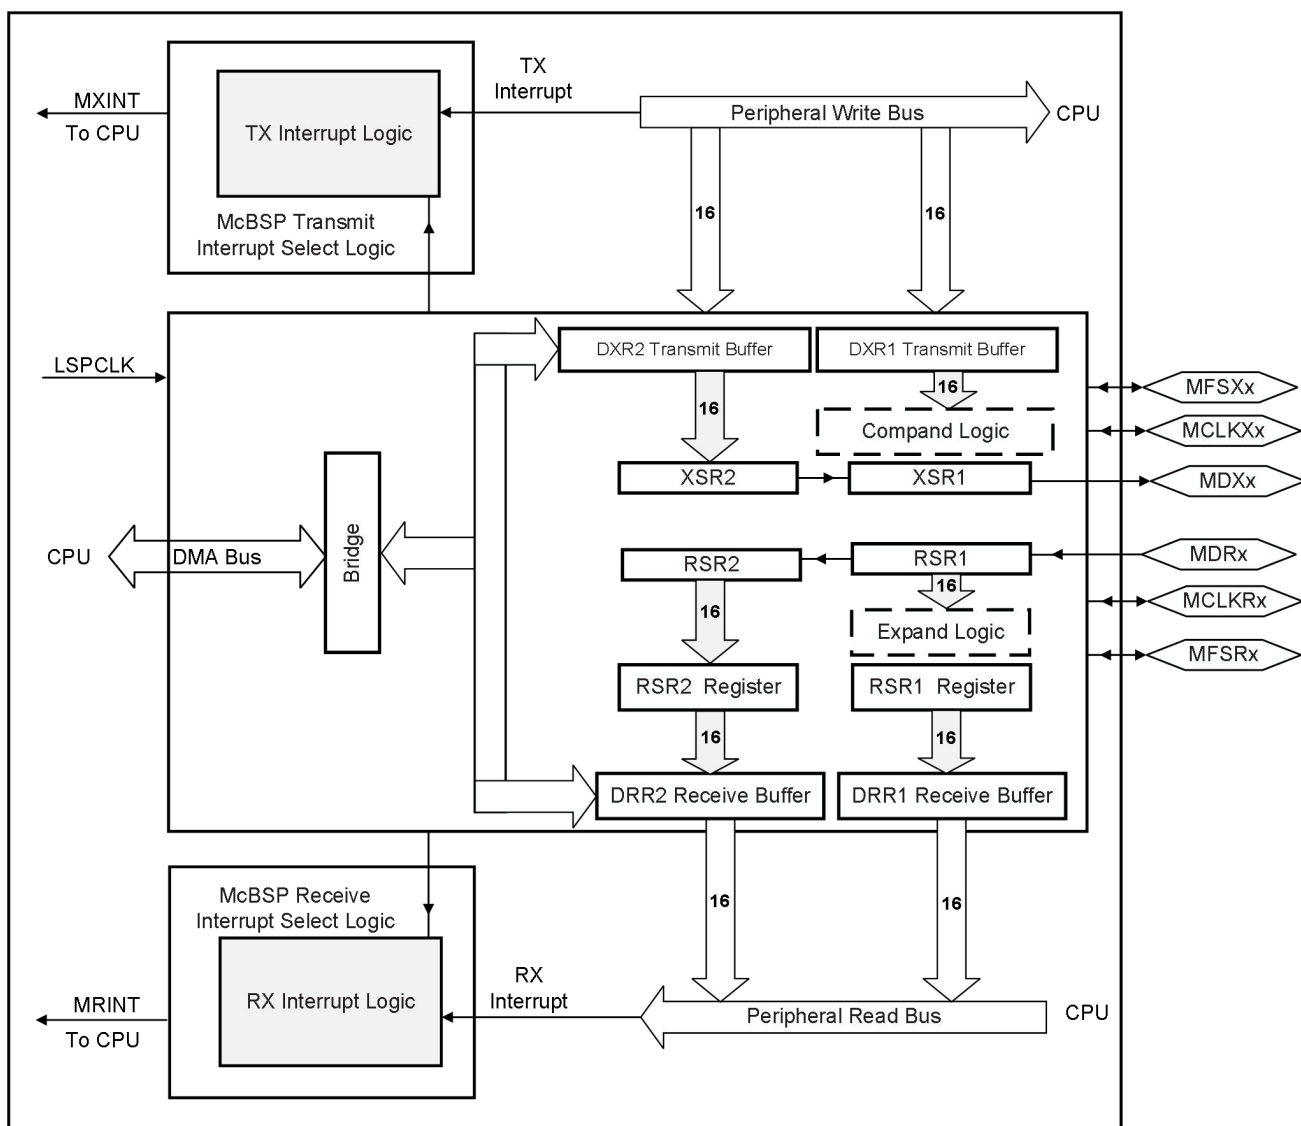 TX
Interrupt
MXINT
To CPU
TX Interrupt Logic
Peripheral Write Bus
CPU
McBSP Transmit
Interrupt Select Logic
16
16
LSPCLK
DXR2 Transmit Buffer
DXR1 Transmit Buffer
16
16
MFSXx
Compand Logic
MCLKXx
XSR2
XSR1
MDXx
CPU
DMA Bus
Bridge
RSR2
RSR1
MDRx
16
16
MCLKRx
Expand Logic
MFSRx
RSR2 Register
RSR1 Register
16
16
DRR2 Receive Buffer
DRR1 Receive Buffer
McBSP Receive
Interrupt Select Logic
16
16
RX Interrupt Logic
RX
Interrupt
MRINT
To CPU
Peripheral Read Bus
CPU